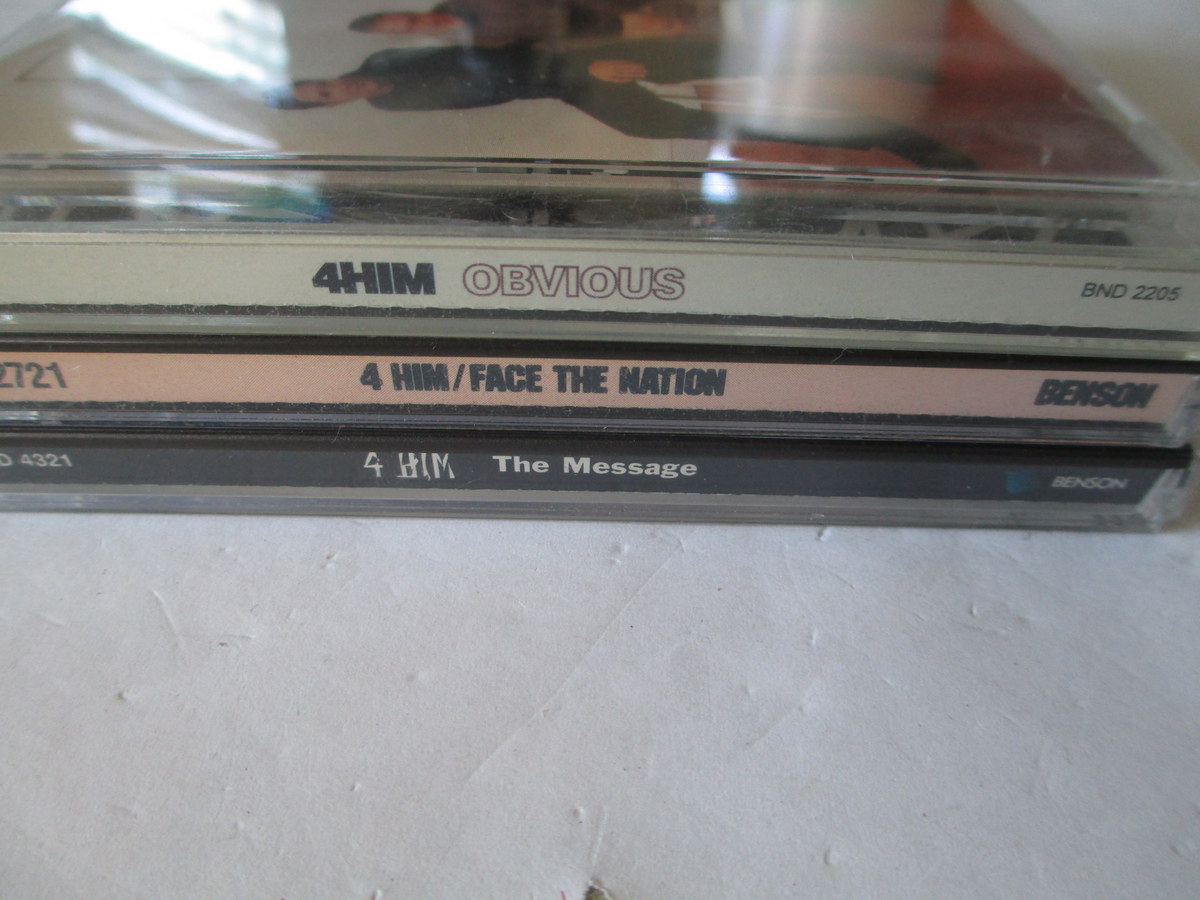 4HIM OBVIOUS BND 2205
2721 4 HIM/FACE THE NATION BENSON
D 4321 4 HIM The Message BENSON